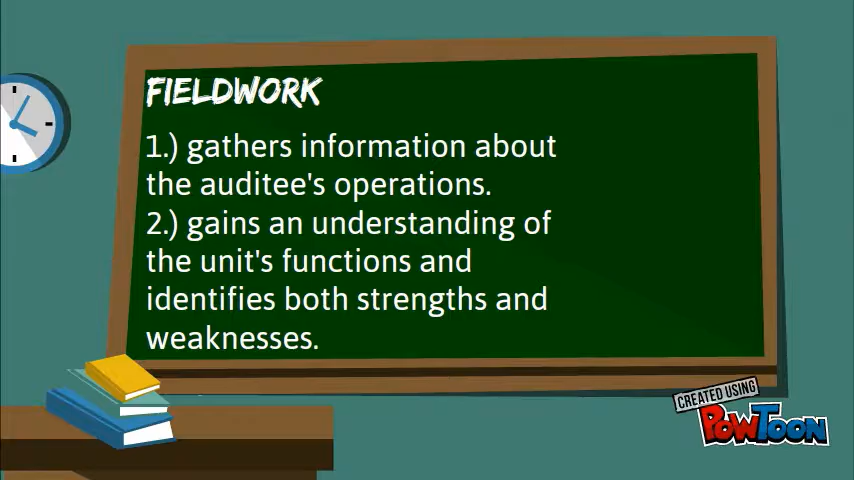 FIELDWORK
1.) gathers information about
the auditee's operations.
2.) gains an understanding of
the unit's functions and
identifies both strengths and
weaknesses.
CREATED USING
POWTOON